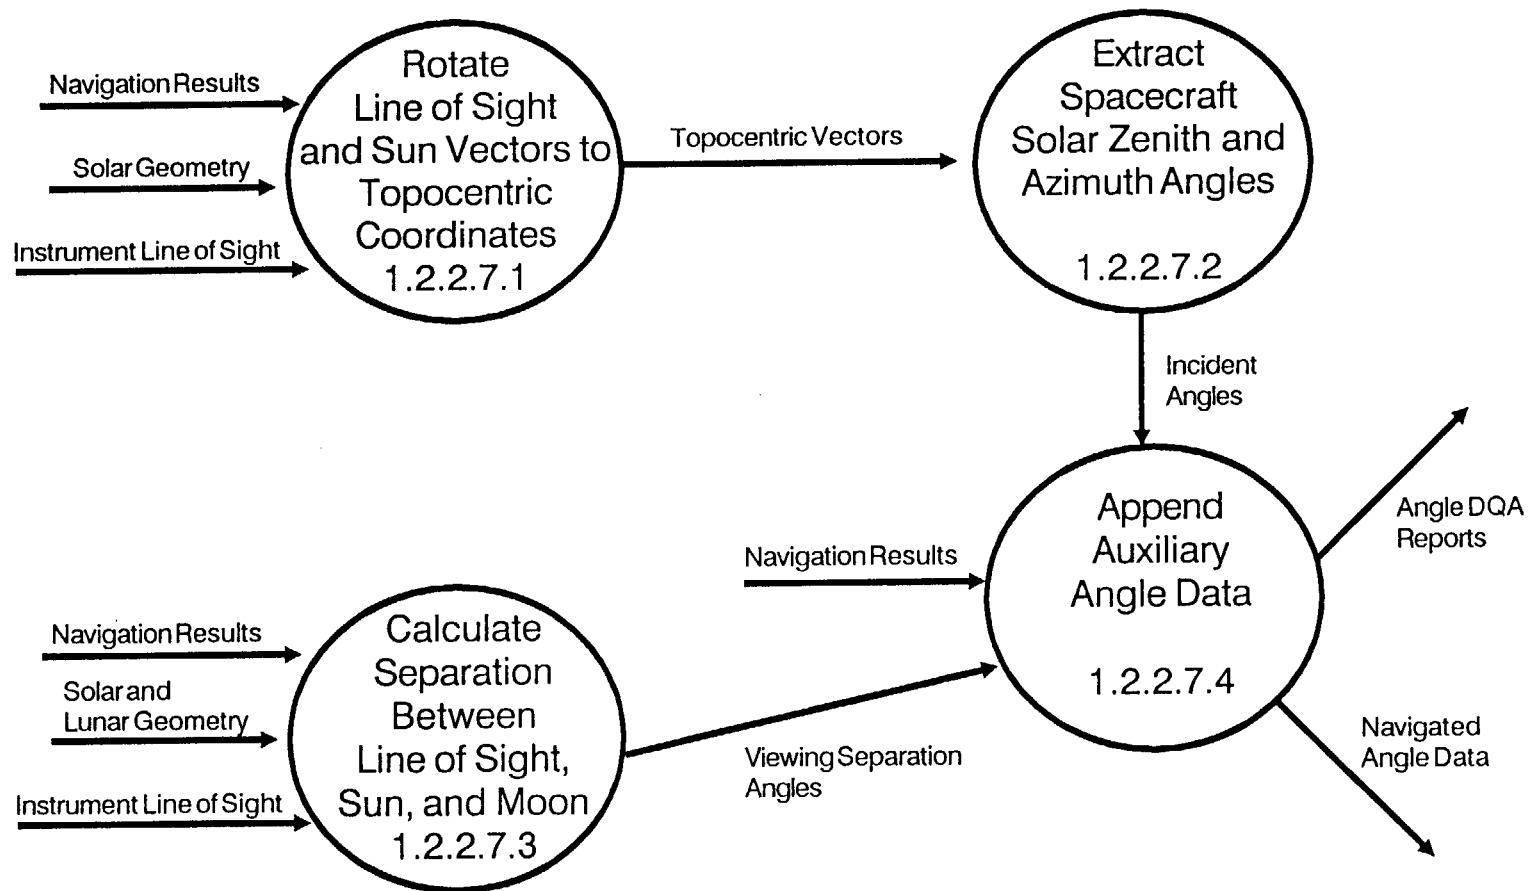 Rotate
Line of Sight
and Sun Vectors to
Topocentric
Coordinates
1.2.2.7.1
Navigation Results
Solar Geometry
Instrument Line of Sight
Topocentric Vectors
Extract
Spacecraft
Solar Zenith and
Azimuth Angles
1.2.2.7.2
Incident
Angles
Append
Auxiliary
Angle Data
1.2.2.7.4
Navigation Results
Angle DQA
Reports
Navigated
Angle Data
Navigation Results
Solar and
Lunar Geometry
Instrument Line of Sight
Calculate
Separation
Between
Line of Sight,
Sun, and Moon
1.2.2.7.3
Viewing Separation
Angles